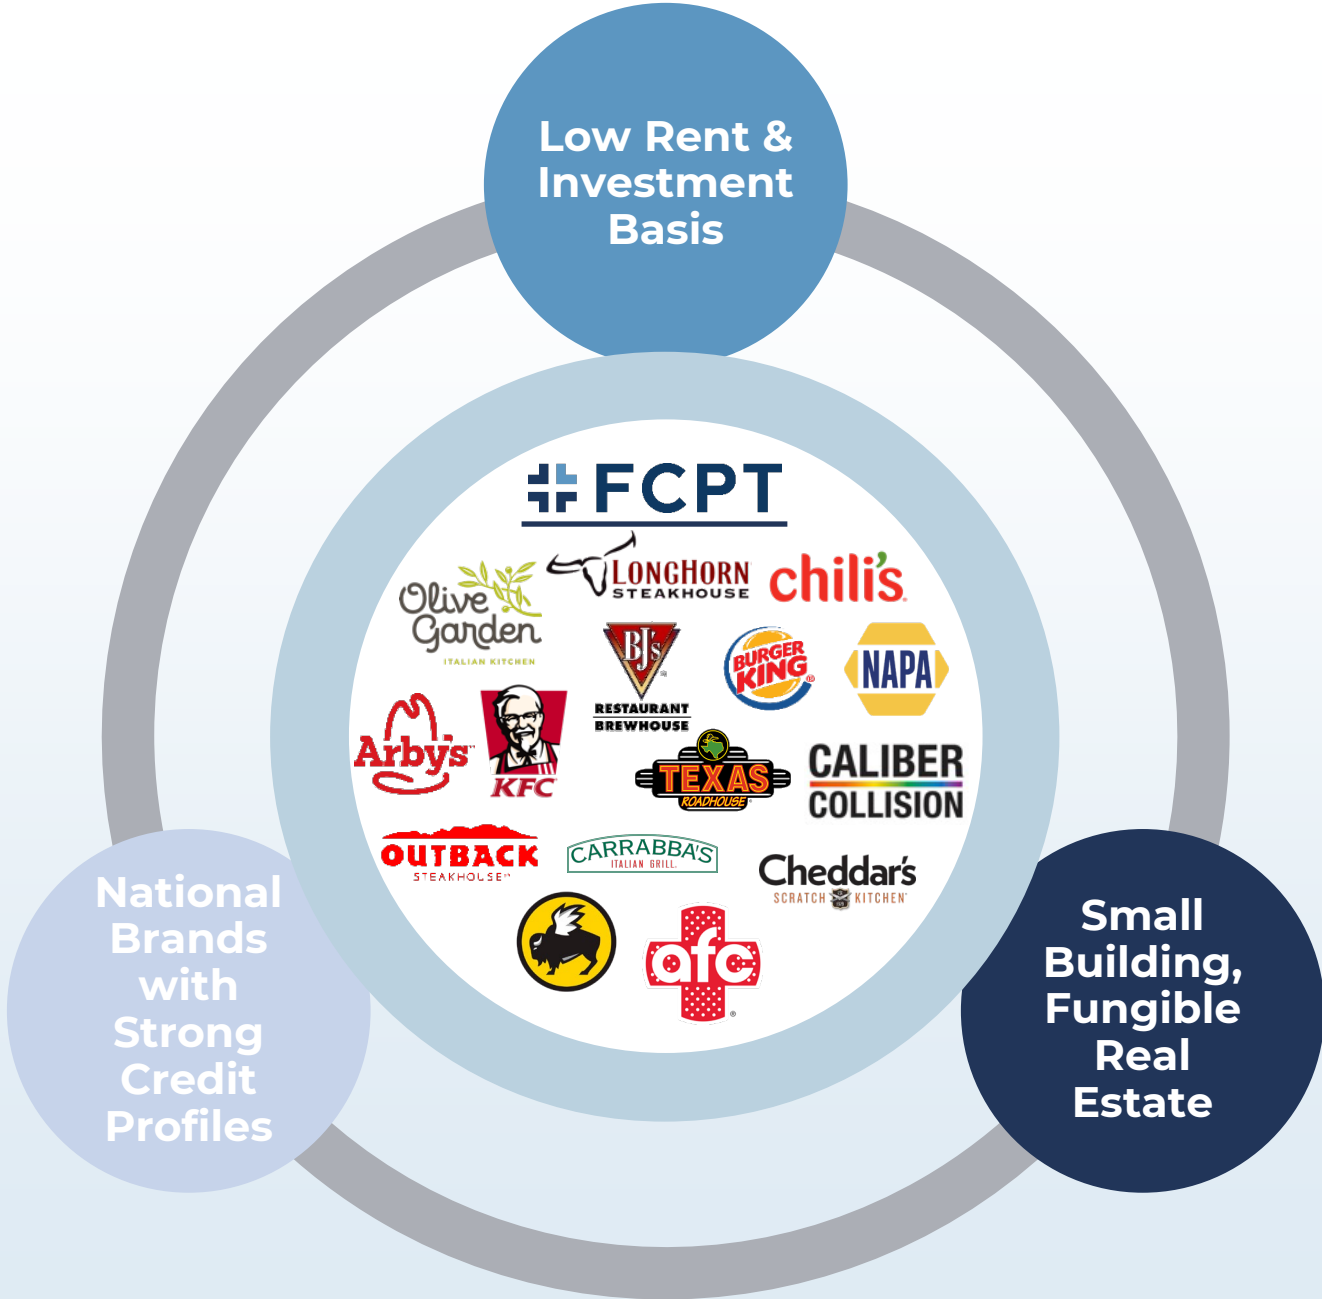 Low Rent &
Investment
Basis
FCPT
Olive
Garden
ITALIAN KITCHEN
LONGHORN
STEAKHOUSE
chili's
BJ's
RESTAURANT
BREWHOUSE
BURGER
KING
NAPA
Arby's
KFC
TEXAS
ROADHOUSE
CALIBER
COLLISION
OUTBACK
STEAKHOUSE
CARRABBA'S
ITALIAN GRILL
Cheddar's
SCRATCH KITCHEN
afc
National
Brands
with
Strong
Credit
Profiles
Small
Building,
Fungible
Real
Estate